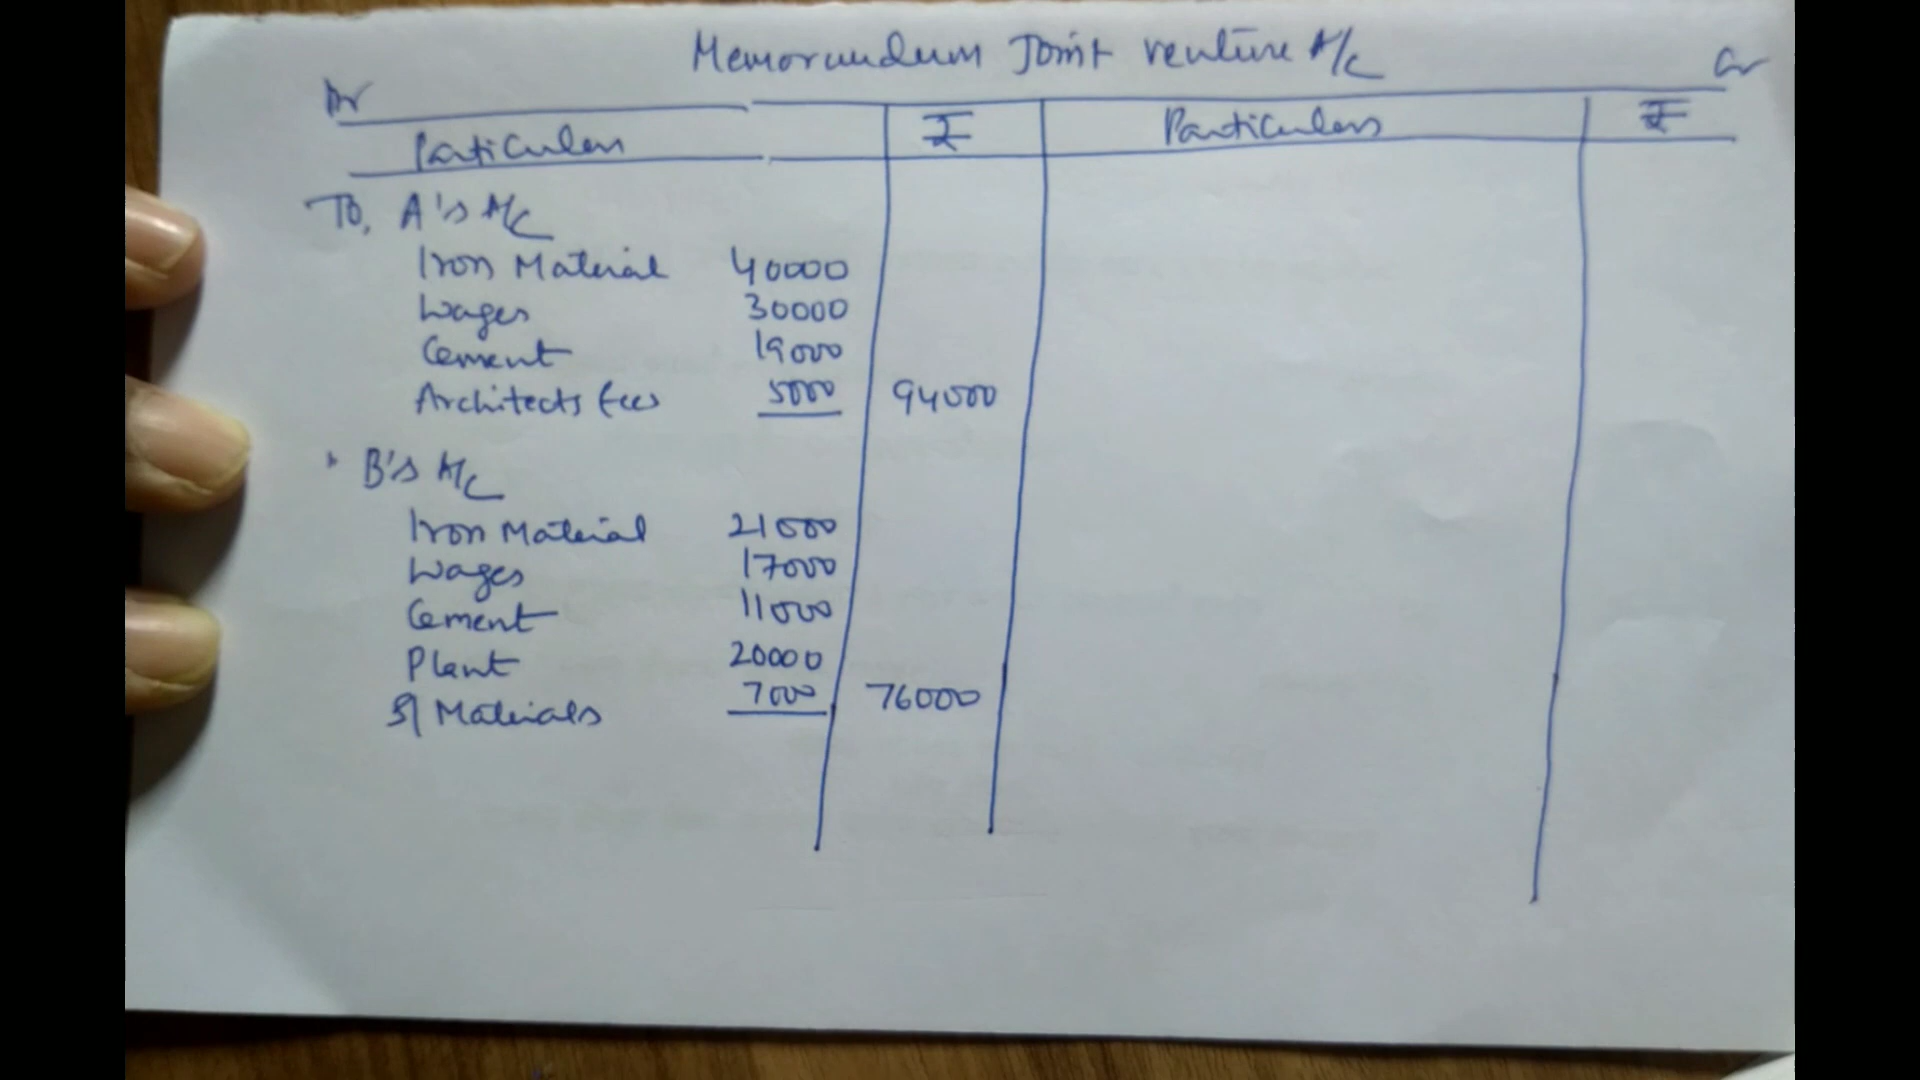 Memorandum Joint venture A/c
Dr Cr
Particulars ₹ Particulars ₹
To, A's A/c
Iron Material 40000
Wages 30000
Cement 19000
Architects fees 5000 94000
B's A/c
Iron Material 21000
Wages 17000
Cement 11000
Plant 20000
Materials 7000 76000